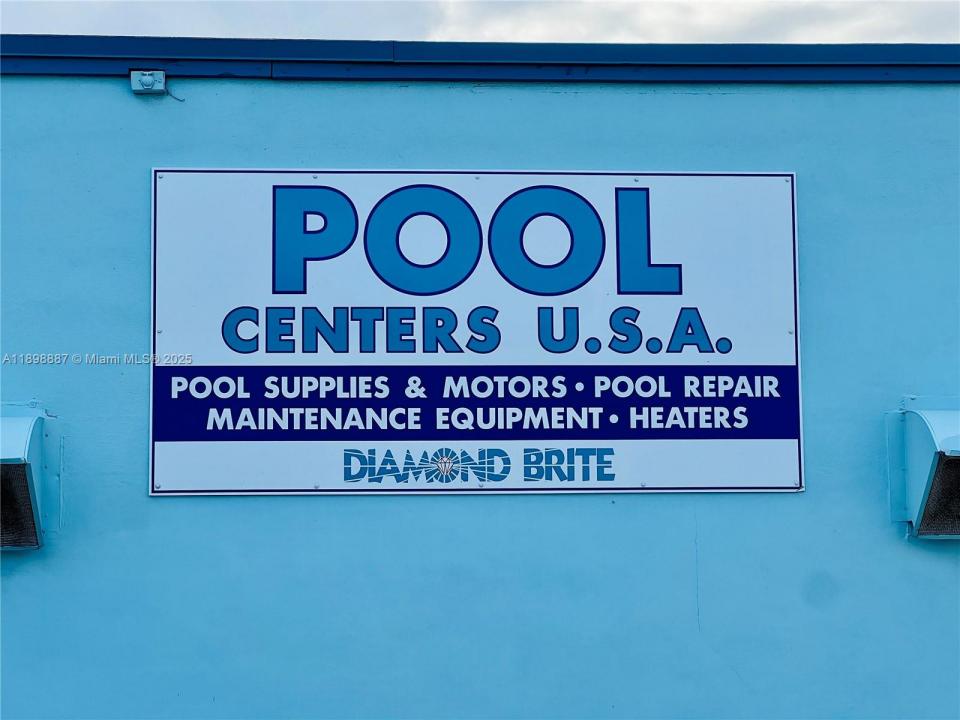 POOL
CENTERS U.S.A.
A11898887 © Miami MLS® 2025
POOL SUPPLIES & MOTORS • POOL REPAIR
MAINTENANCE EQUIPMENT • HEATERS
DIAMOND BRITE